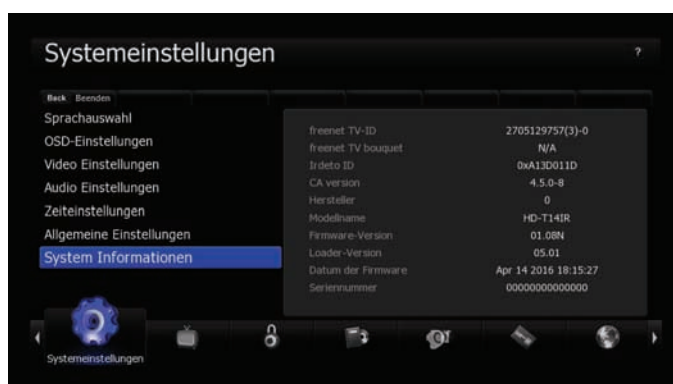 Systemeinstellungen
?
Back Beenden
Sprachauswahl
OSD-Einstellungen
Video Einstellungen
Audio Einstellungen
Zeiteinstellungen
Allgemeine Einstellungen
System Informationen
freenet TV-ID 2705129757(3)-0
freenet TV bouquet N/A
Irdeto ID 0xA13D011D
CA version 4.5.0-8
Hersteller 0
Modellname HD-T14IR
Firmware-Version 01.08N
Loader-Version 05.01
Datum der Firmware Apr 14 2016 18:15:27
Seriennummer 00000000000000
Systemeinstellungen